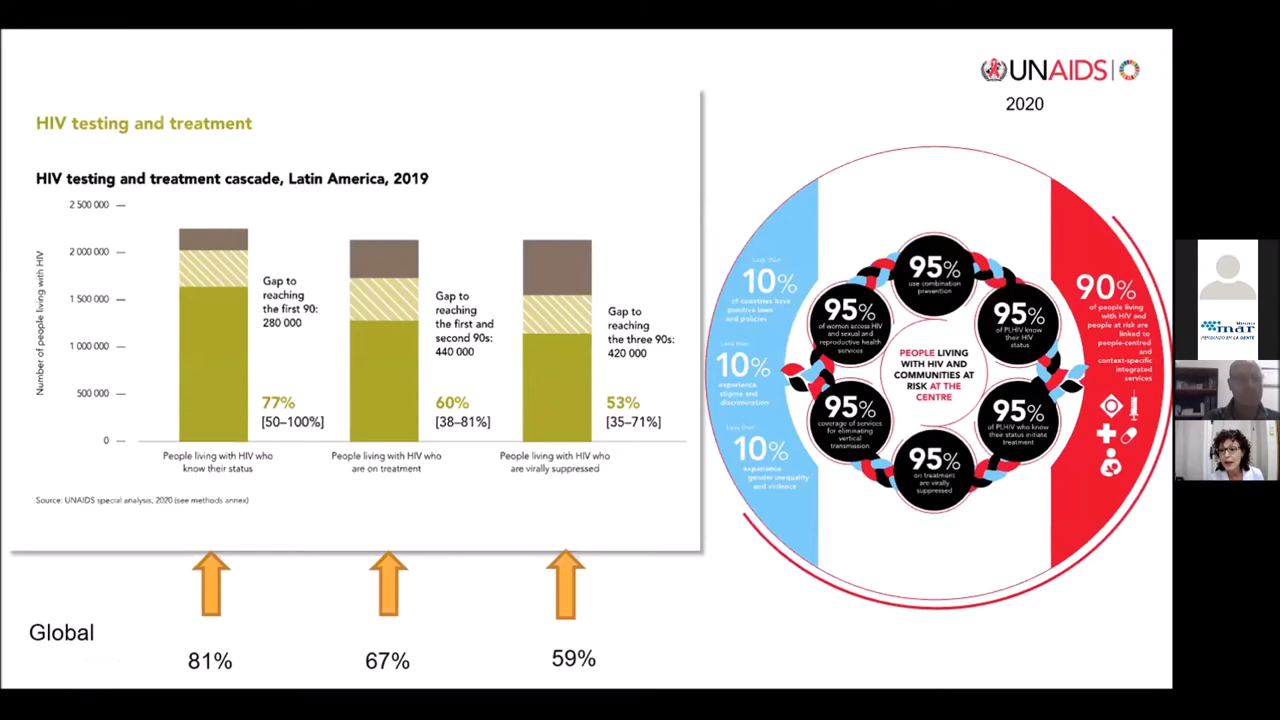 UNAIDS
2020
HIV testing and treatment
HIV testing and treatment cascade, Latin America, 2019
Number of people living with HIV
2 500 000
2 000 000
1 500 000
1 000 000
500 000
0
Gap to
reaching
the first 90:
280 000
77%
[50–100%]
Gap to
reaching
the first and
second 90s:
440 000
60%
[38–81%]
Gap to
reaching
the three 90s:
420 000
53%
[35–71%]
People living with HIV who
know their status
People living with HIV who
are on treatment
People living with HIV who
are virally suppressed
Source: UNAIDS special analysis, 2020 (see methods annex)
Global
81%
67%
59%
Less than
10%
of countries have
punitive laws
and policies
Less than
10%
experience
stigma and
discrimination
Less than
10%
experience
gender inequality
and violence
95%
use combination
prevention
95%
of PLHIV know
their HIV
status
95%
of PLHIV who know
their status initiate
treatment
95%
on treatment
are virally
suppressed
95%
coverage of services
for eliminating
vertical
transmission
95%
of women access HIV
and sexual and
reproductive health
services
PEOPLE LIVING
WITH HIV AND
COMMUNITIES AT
RISK AT THE
CENTRE
90%
of people living
with HIV and
people at risk are
linked to
people-centred
and
context-specific
integrated
services
mar